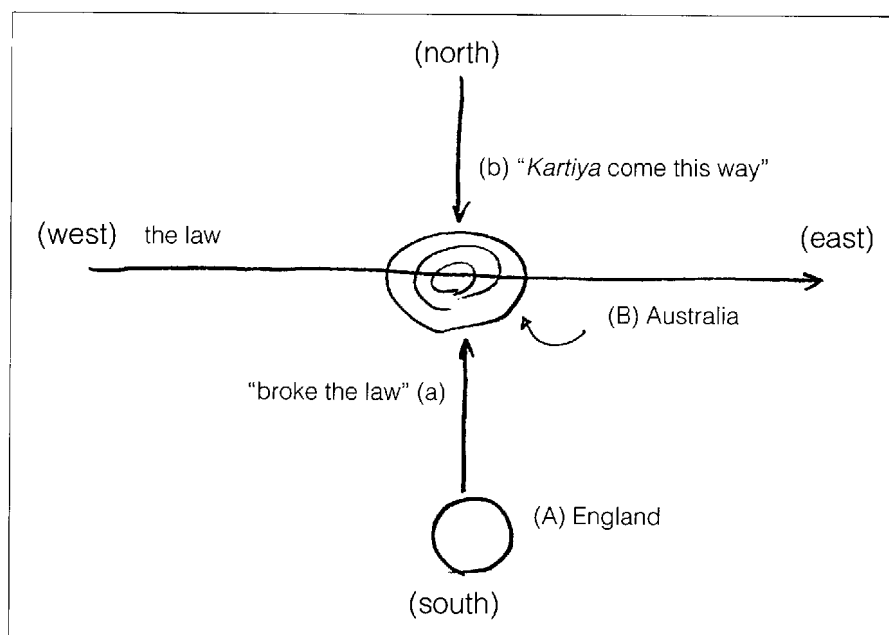 (north)
(b) “Kartiya come this way”
(west) the law
(east)
(B) Australia
“broke the law” (a)
(A) England
(south)